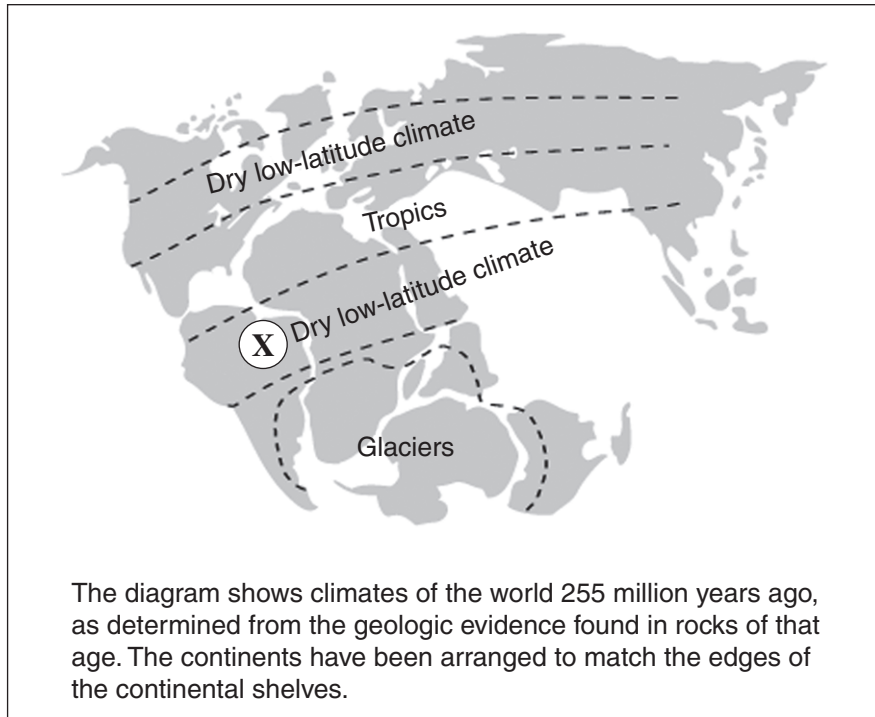 Dry low-latitude climate
Tropics
Dry low-latitude climate
X
Glaciers
The diagram shows climates of the world 255 million years ago,
as determined from the geologic evidence found in rocks of that
age. The continents have been arranged to match the edges of
the continental shelves.